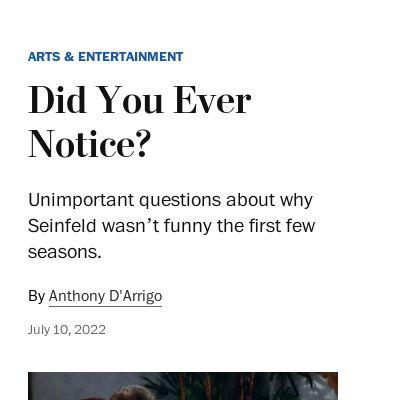 ARTS & ENTERTAINMENT
Did You Ever
Notice?
Unimportant questions about why
Seinfeld wasn’t funny the first few
seasons.
By Anthony D'Arrigo
July 10, 2022